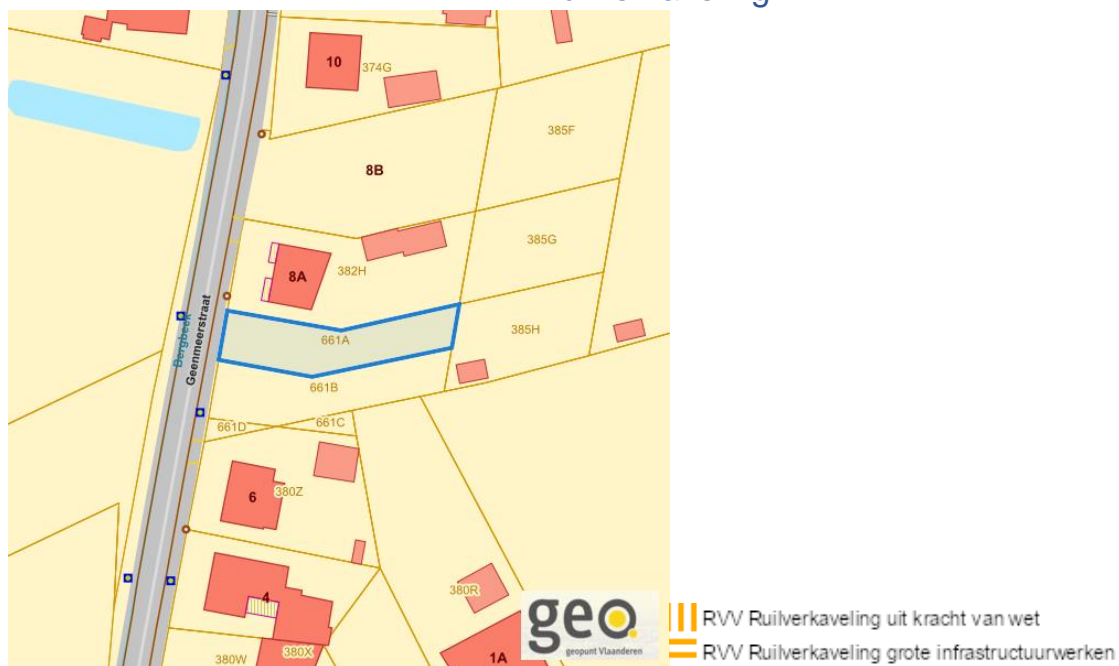 10
374G
385F
8B
385G
8A
382H
385H
661A
Bergbeek
Geenmeerstraat
661B
661D
661C
6
380Z
4
380R
380W
380X
1A
geo
geopunt Vlaanderen
RVV Ruilverkaveling uit kracht van wet
RVV Ruilverkaveling grote infrastructuurwerken